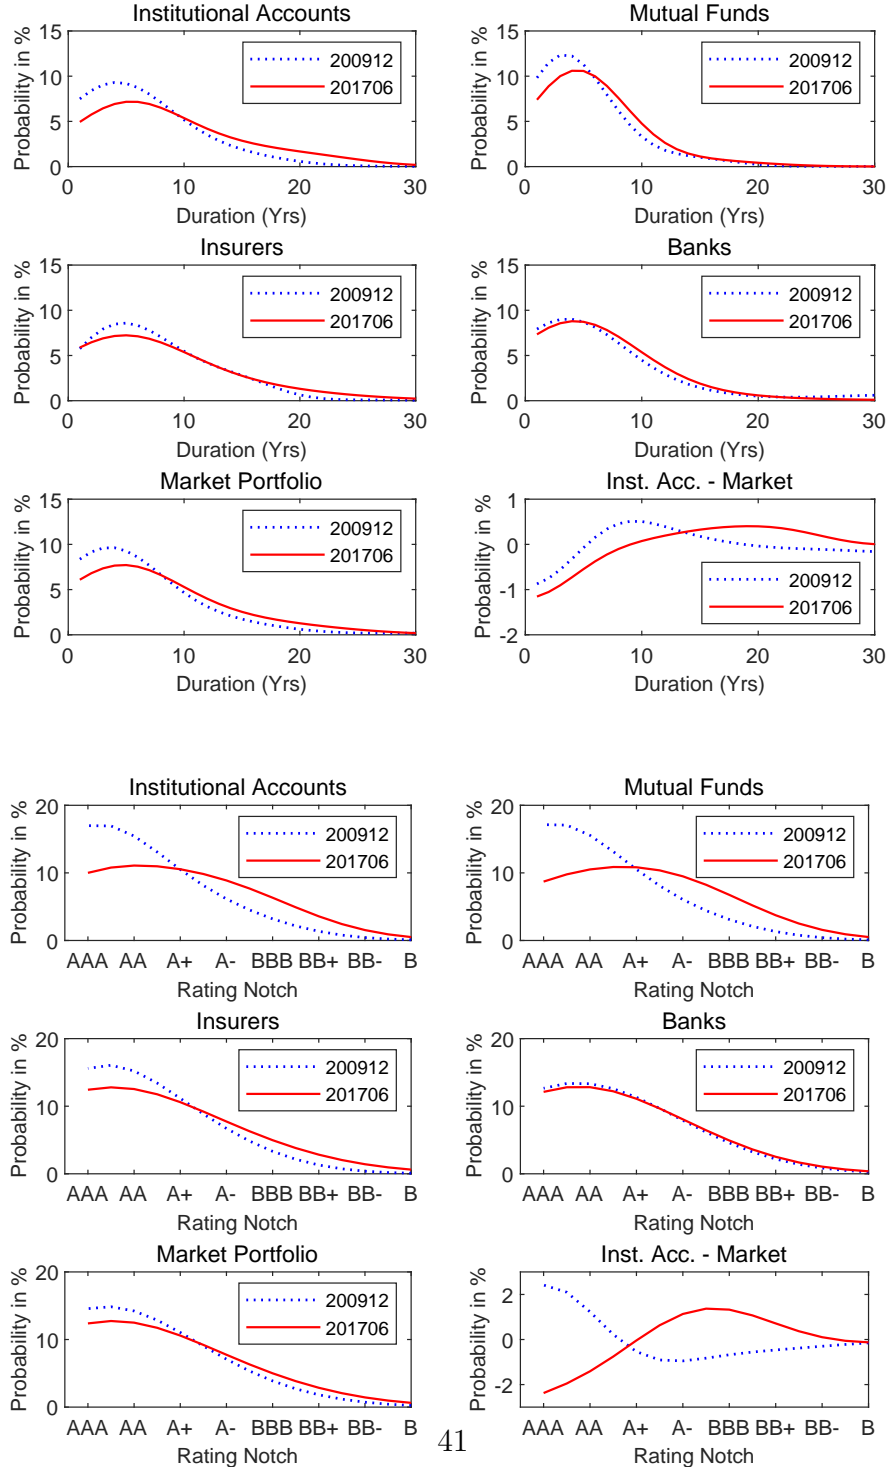 Institutional Accounts
Probability in %
15
10
5
0
0 10 20 30
200912
201706
Duration (Yrs)
Mutual Funds
Probability in %
15
10
5
0
0 10 20 30
200912
201706
Duration (Yrs)
Insurers
Probability in %
15
10
5
0
0 10 20 30
200912
201706
Duration (Yrs)
Banks
Probability in %
15
10
5
0
0 10 20 30
200912
201706
Duration (Yrs)
Market Portfolio
Probability in %
15
10
5
0
0 10 20 30
200912
201706
Duration (Yrs)
Inst. Acc. - Market
Probability in %
1
0
-1
-2
0 10 20 30
200912
201706
Duration (Yrs)
Institutional Accounts
Probability in %
20
10
0
AAA AA A+ A- BBB BB+ BB- B
200912
201706
Rating Notch
Mutual Funds
Probability in %
20
10
0
AAA AA A+ A- BBB BB+ BB- B
200912
201706
Rating Notch
Insurers
Probability in %
20
10
0
AAA AA A+ A- BBB BB+ BB- B
200912
201706
Rating Notch
Banks
Probability in %
20
10
0
AAA AA A+ A- BBB BB+ BB- B
200912
201706
Rating Notch
Market Portfolio
Probability in %
20
10
0
AAA AA A+ A- BBB BB+ BB- B
200912
201706
Rating Notch
Inst. Acc. - Market
Probability in %
2
0
-2
AAA AA A+ A- BBB BB+ BB- B
Rating Notch
41